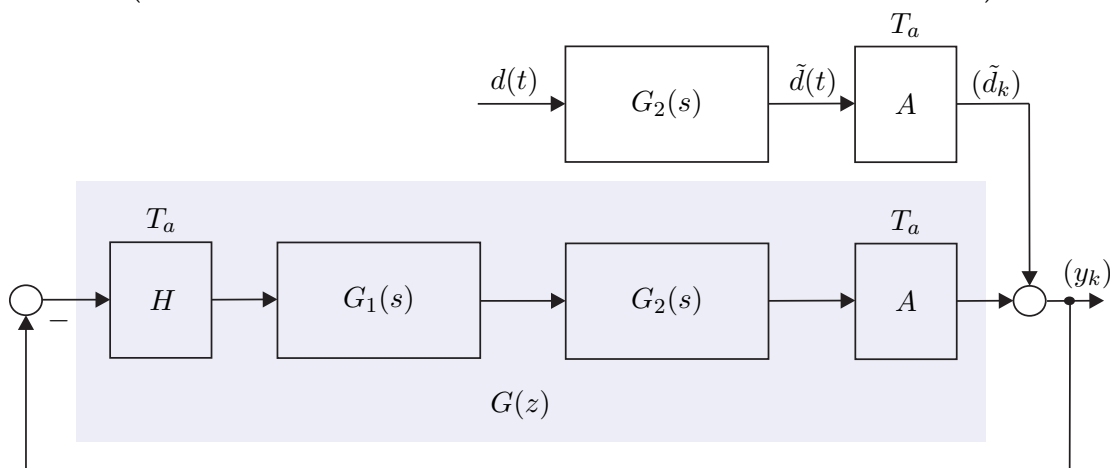 T_a
d(t)
G_2(s)
\tilde{d}(t)
A
(\tilde{d}_k)
T_a
T_a
H
G_1(s)
G_2(s)
A
(y_k)
−
G(z)